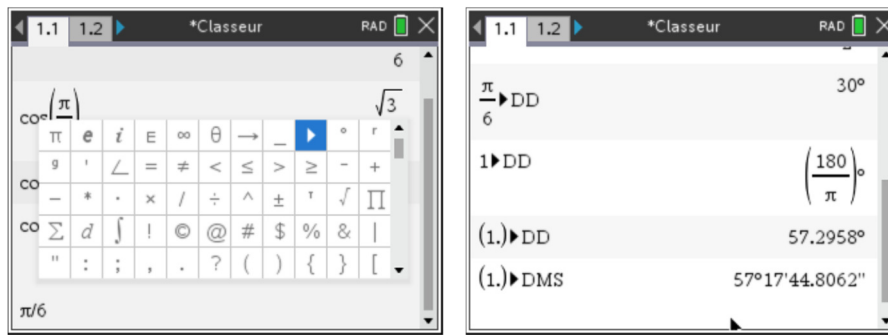 1.1 1.2 *Classeur RAD
6
cos(π √3
π e i E ∞ θ → _ ▶ ° r
g ' ∠ = ≠ < ≤ > ≥ - +
co
− * · × / ÷ ^ ± ᵀ √ ∏
co
Σ d ∫ ! © @ # $ % & |
" : ; , . ? ( ) { } [
π/6
1.1 1.2 *Classeur RAD
π/6▶DD 30°
1▶DD (180/π)°
(1.)▶DD 57.2958°
(1.)▶DMS 57°17'44.8062"